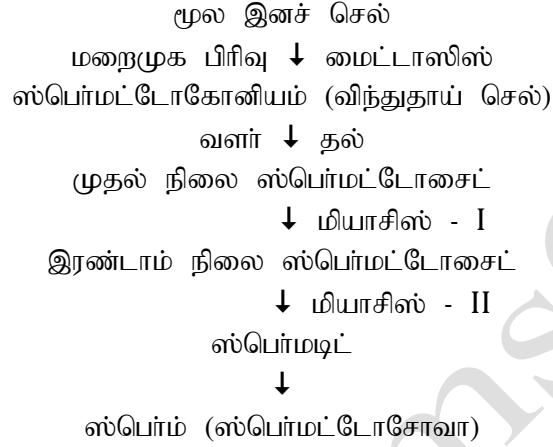 மூல இனச் செல்
மறைமுக பிரிவு ↓ மைட்டாஸிஸ்
ஸ்பெர்மட்டோகோனியம் (விந்துதாய் செல்)
வளர் ↓ தல்
முதல் நிலை ஸ்பெர்மட்டோசைட்
↓ மியாசிஸ் - I
இரண்டாம் நிலை ஸ்பெர்மட்டோசைட்
↓ மியாசிஸ் - II
ஸ்பெர்மடிட்
↓
ஸ்பெர்ம் (ஸ்பெர்மட்டோசோவா)